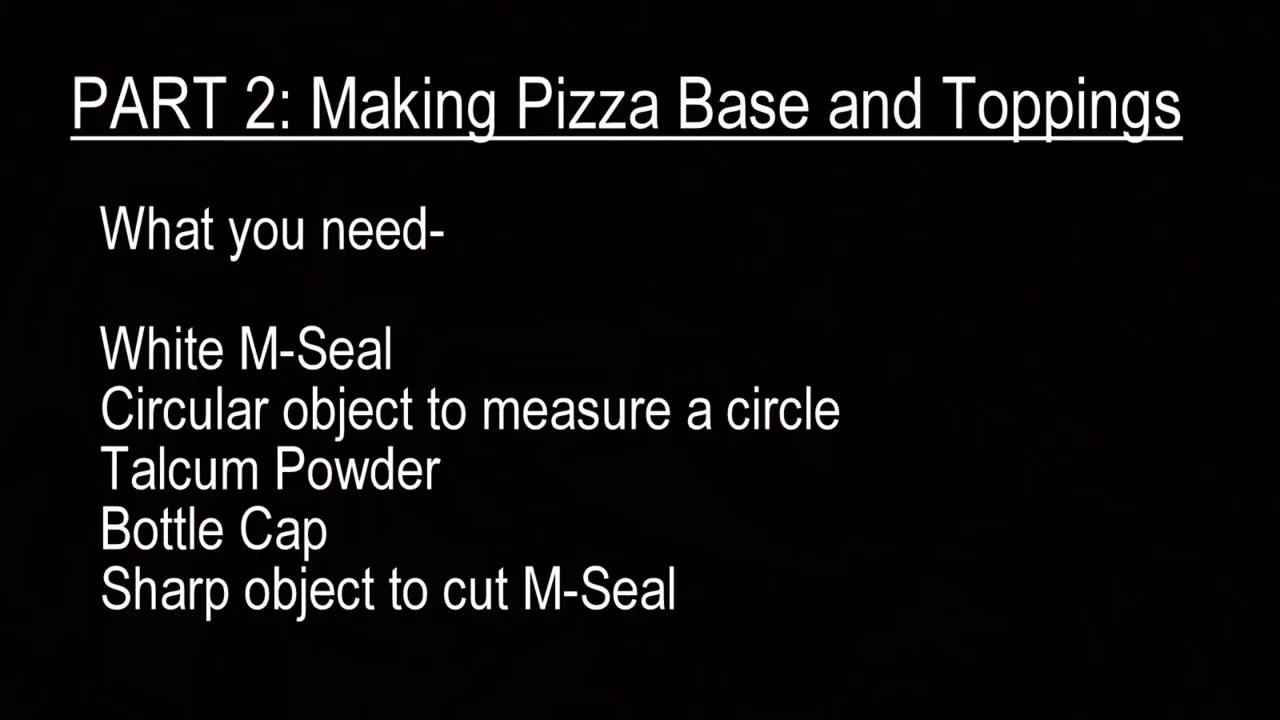 PART 2: Making Pizza Base and Toppings
What you need-
White M-Seal
Circular object to measure a circle
Talcum Powder
Bottle Cap
Sharp object to cut M-Seal